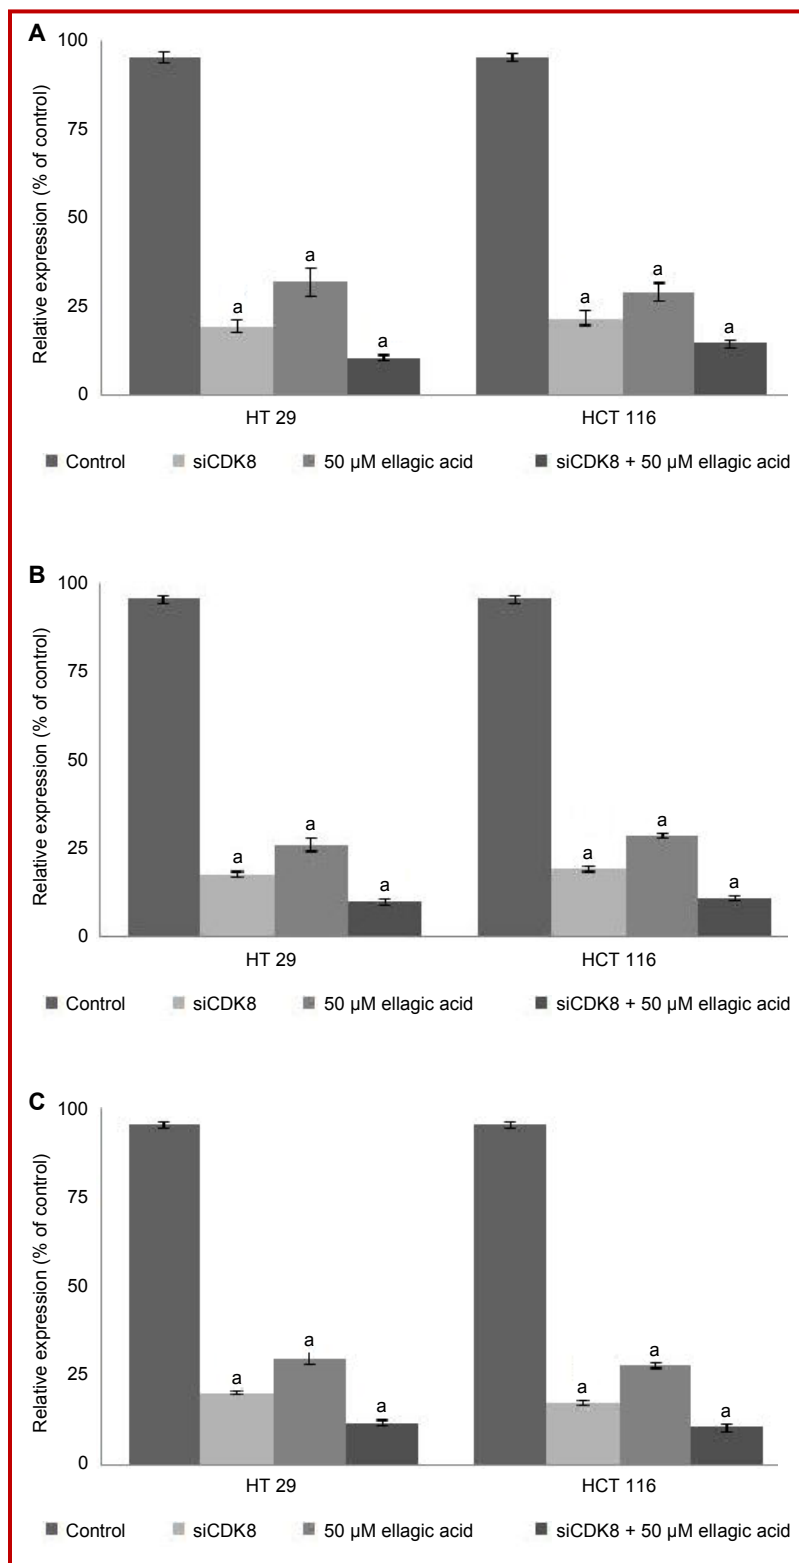 A
Relative expression (% of control)
100
75
50
25
0
a
a
a
a
a
a
HT 29
HCT 116
Control
siCDK8
50 µM ellagic acid
siCDK8 + 50 µM ellagic acid
B
Relative expression (% of control)
100
75
50
25
0
a
a
a
a
a
a
HT 29
HCT 116
Control
siCDK8
50 µM ellagic acid
siCDK8 + 50 µM ellagic acid
C
Relative expression (% of control)
100
75
50
25
0
a
a
a
a
a
a
HT 29
HCT 116
Control
siCDK8
50 µM ellagic acid
siCDK8 + 50 µM ellagic acid